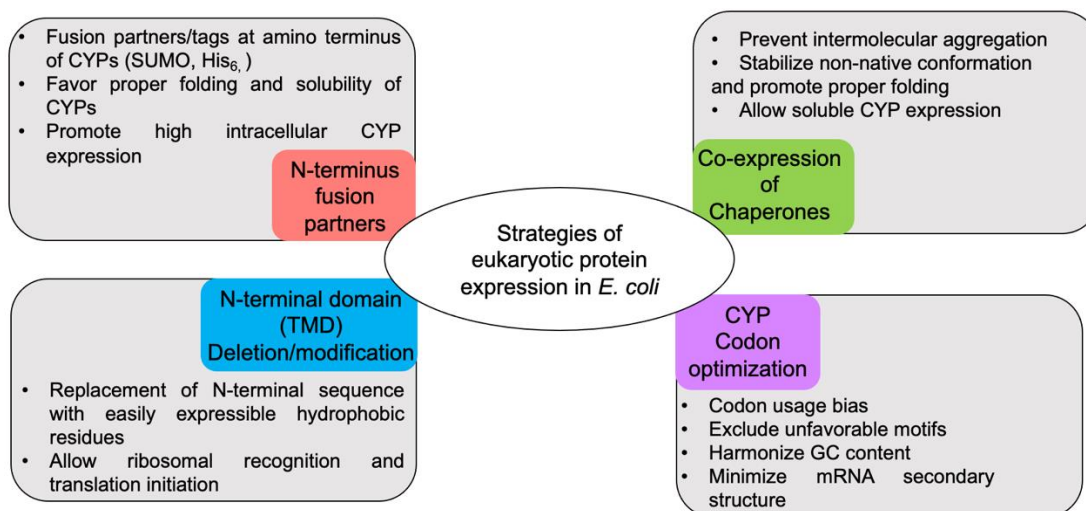 • Fusion partners/tags at amino terminus
of CYPs (SUMO, His6, )
• Favor proper folding and solubility of
CYPs
• Promote high intracellular CYP
expression
N-terminus
fusion
partners
• Prevent intermolecular aggregation
• Stabilize non-native conformation
and promote proper folding
• Allow soluble CYP expression
Co-expression
of
Chaperones
Strategies of
eukaryotic protein
expression in E. coli
N-terminal domain
(TMD)
Deletion/modification
• Replacement of N-terminal sequence
with easily expressible hydrophobic
residues
• Allow ribosomal recognition and
translation initiation
CYP
Codon
optimization
• Codon usage bias
• Exclude unfavorable motifs
• Harmonize GC content
• Minimize mRNA secondary
structure